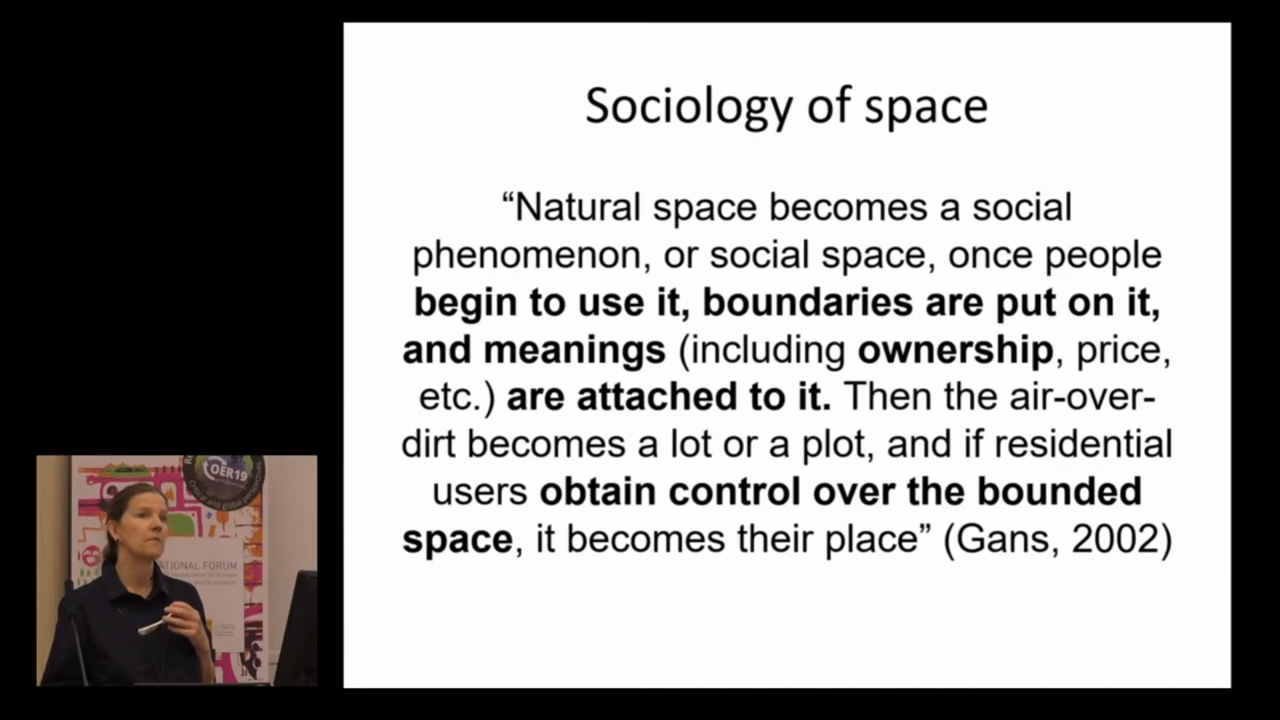 Sociology of space
“Natural space becomes a social
phenomenon, or social space, once people
begin to use it, boundaries are put on it,
and meanings (including ownership, price,
etc.) are attached to it. Then the air-over-
dirt becomes a lot or a plot, and if residential
users obtain control over the bounded
space, it becomes their place” (Gans, 2002)
OER19
ATIONAL FORUM